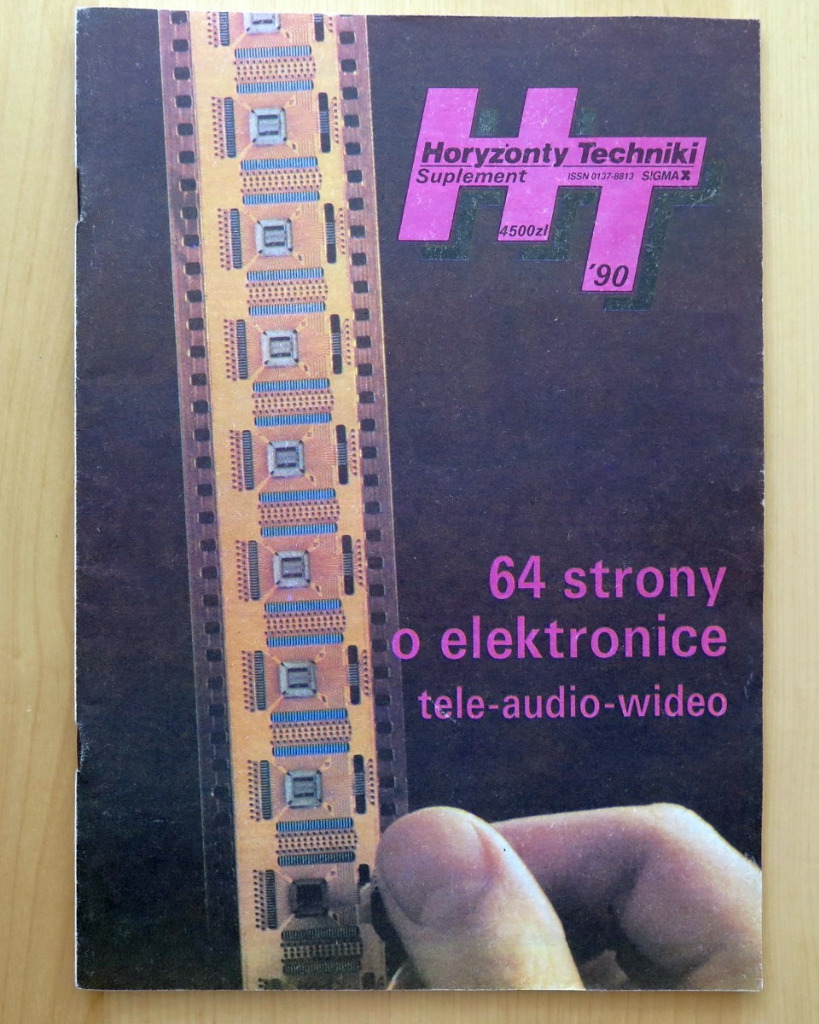 HT
Horyzonty Techniki
Suplement ISSN 0137-8813 SIGMA
4500zł
'90
64 strony
o elektronice
tele-audio-wideo